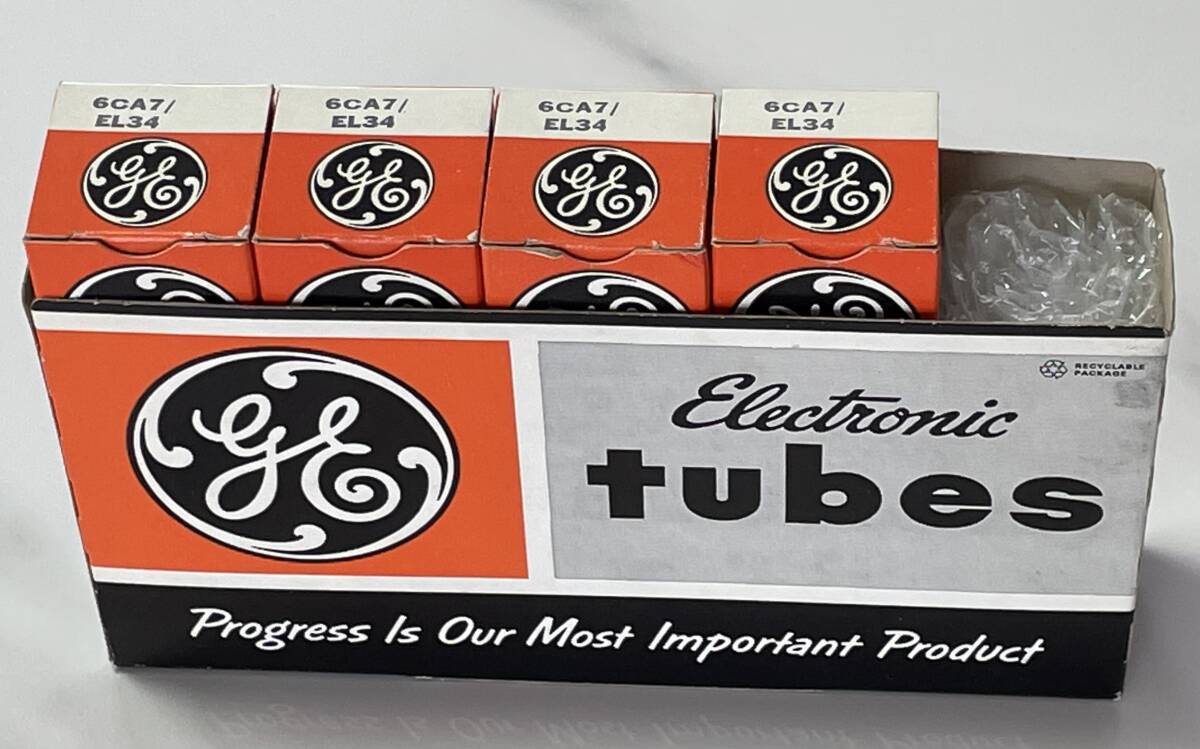 6CA7/
EL34
GE
6CA7/
EL34
GE
6CA7/
EL34
GE
6CA7/
EL34
GE
GE
RECYCLABLE
PACKAGE
Electronic
tubes
Progress Is Our Most Important Product